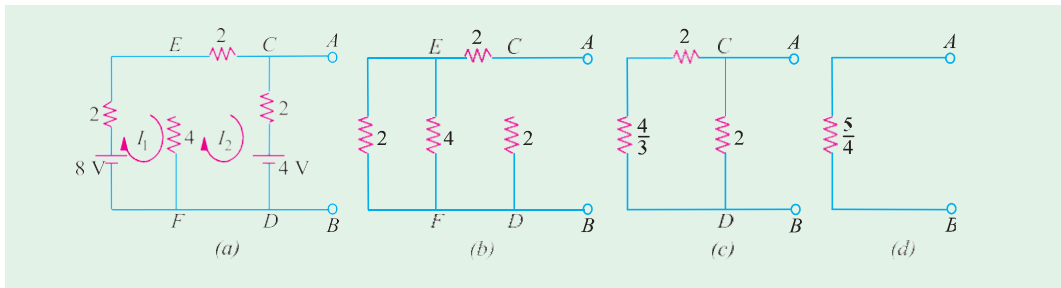 E 2 C A
2 I₁ 4 I₂ 2
8 V 4 V
F D B
(a)
E 2 C A
2 4 2
F D B
(b)
2 C A
4/3 2
D B
(c)
A
5/4
B
(d)